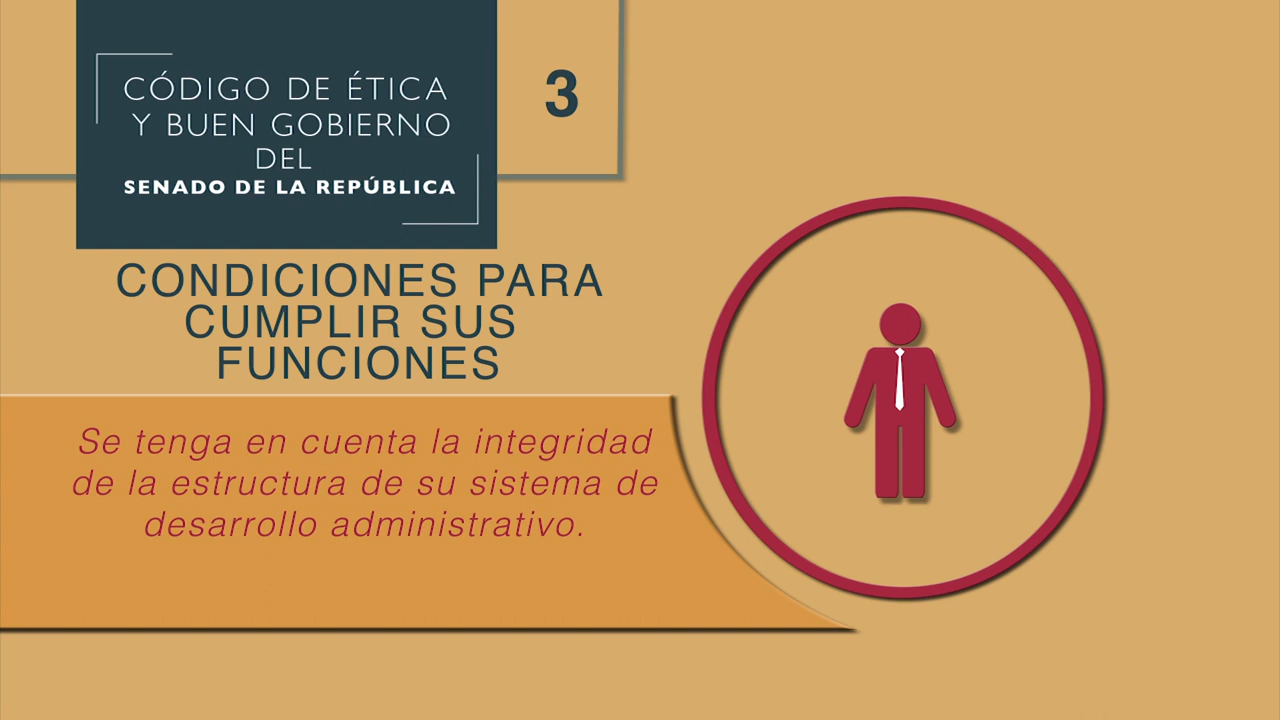 CÓDIGO DE ÉTICA
Y BUEN GOBIERNO
DEL
SENADO DE LA REPÚBLICA
3
CONDICIONES PARA
CUMPLIR SUS
FUNCIONES
Se tenga en cuenta la integridad
de la estructura de su sistema de
desarrollo administrativo.